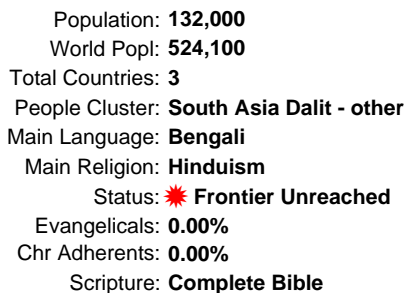 Population: 132,000
World Popl: 524,100
Total Countries: 3
People Cluster: South Asia Dalit - other
Main Language: Bengali
Main Religion: Hinduism
Status: Frontier Unreached
Evangelicals: 0.00%
Chr Adherents: 0.00%
Scripture: Complete Bible